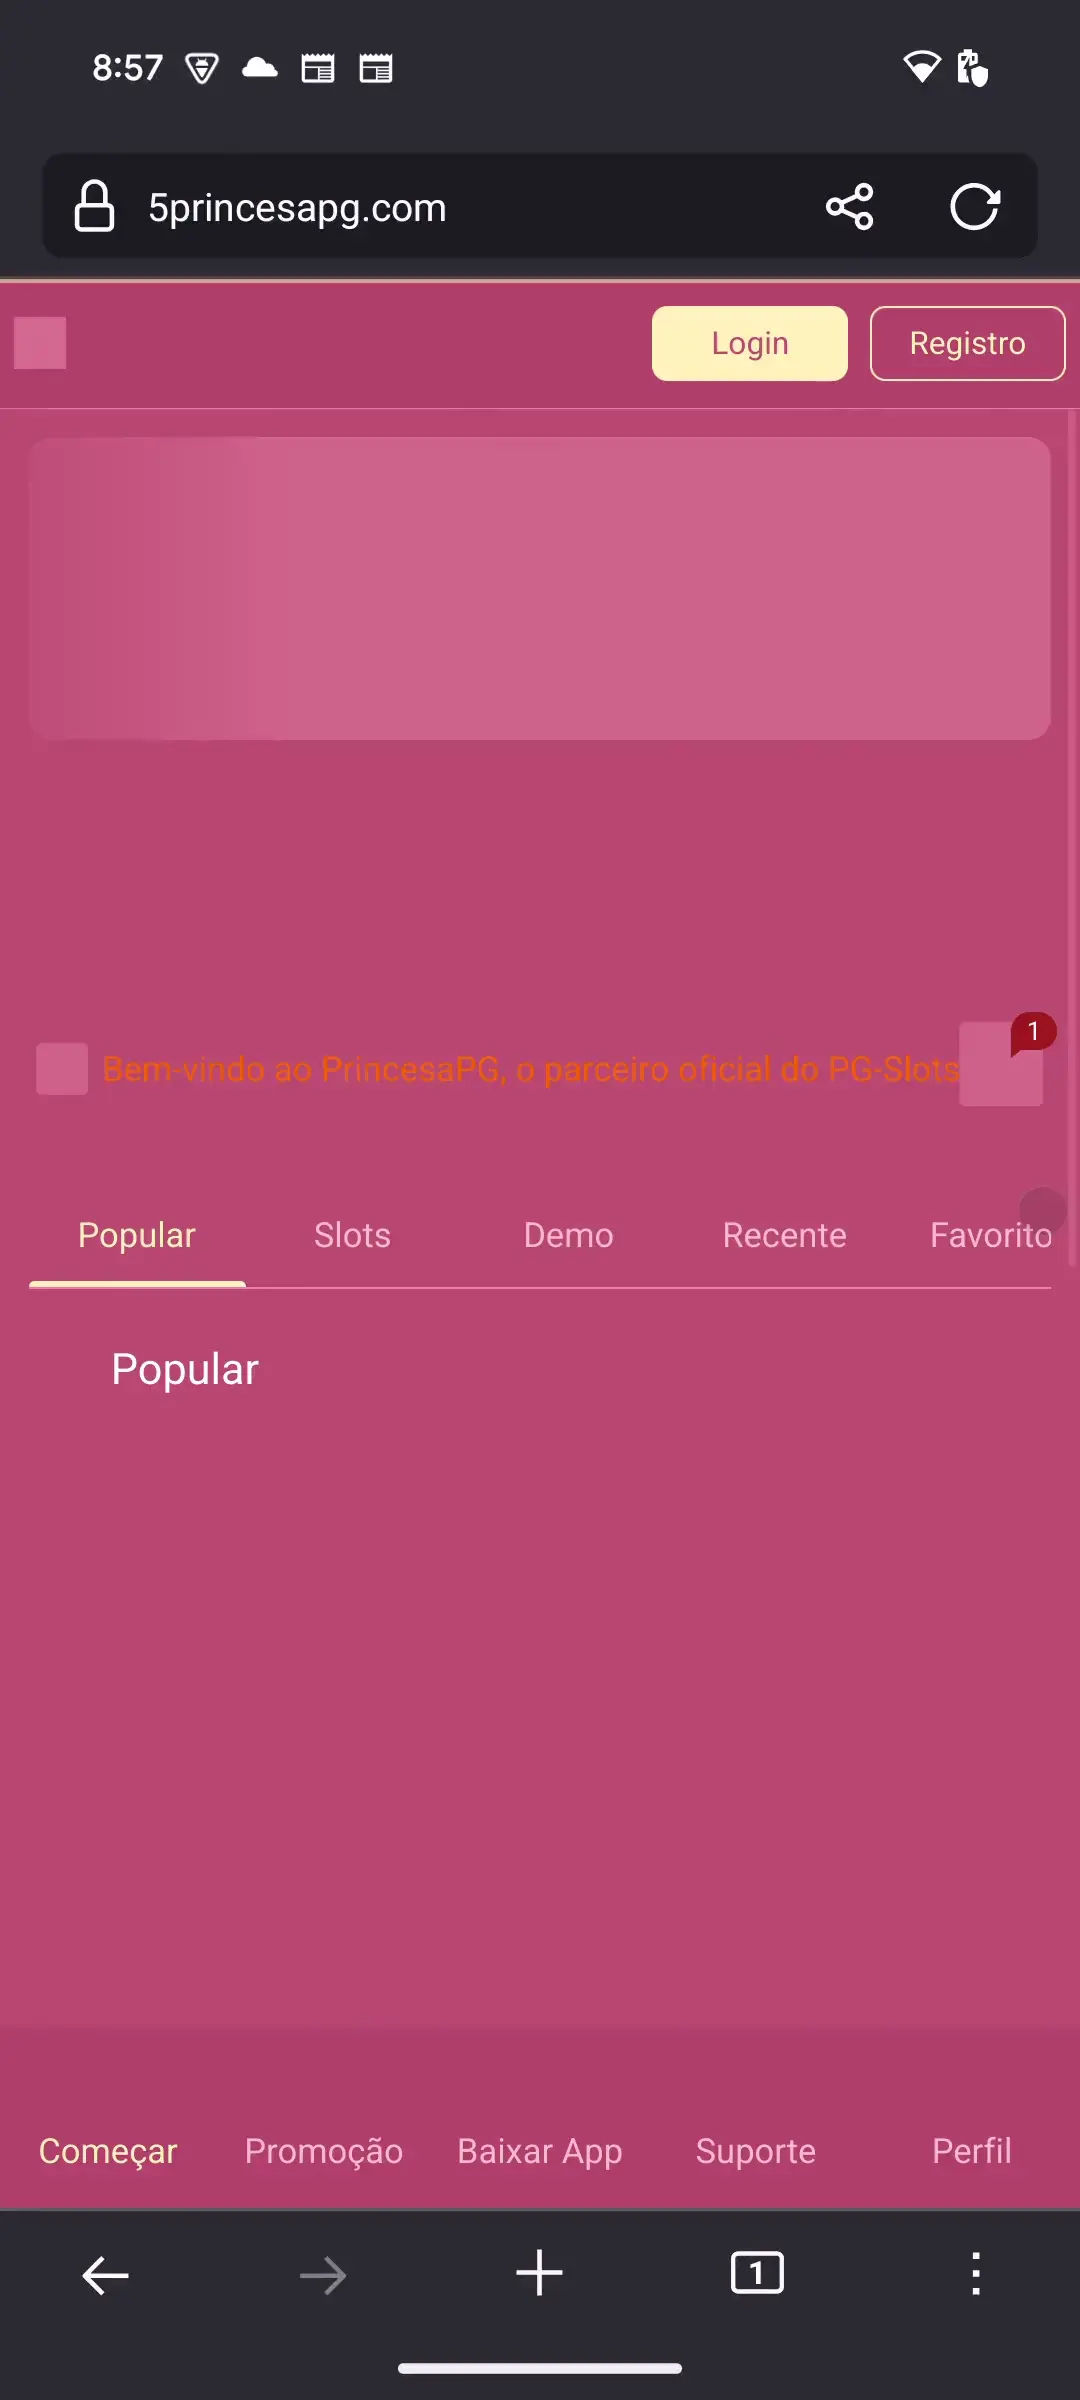 8:57
5princesapg.com
Login
Registro
1
Bem-vindo ao PrincesaPG, o parceiro oficial do PG-Slots
Popular
Slots
Demo
Recente
Favorito
Popular
Começar
Promoção
Baixar App
Suporte
Perfil
1